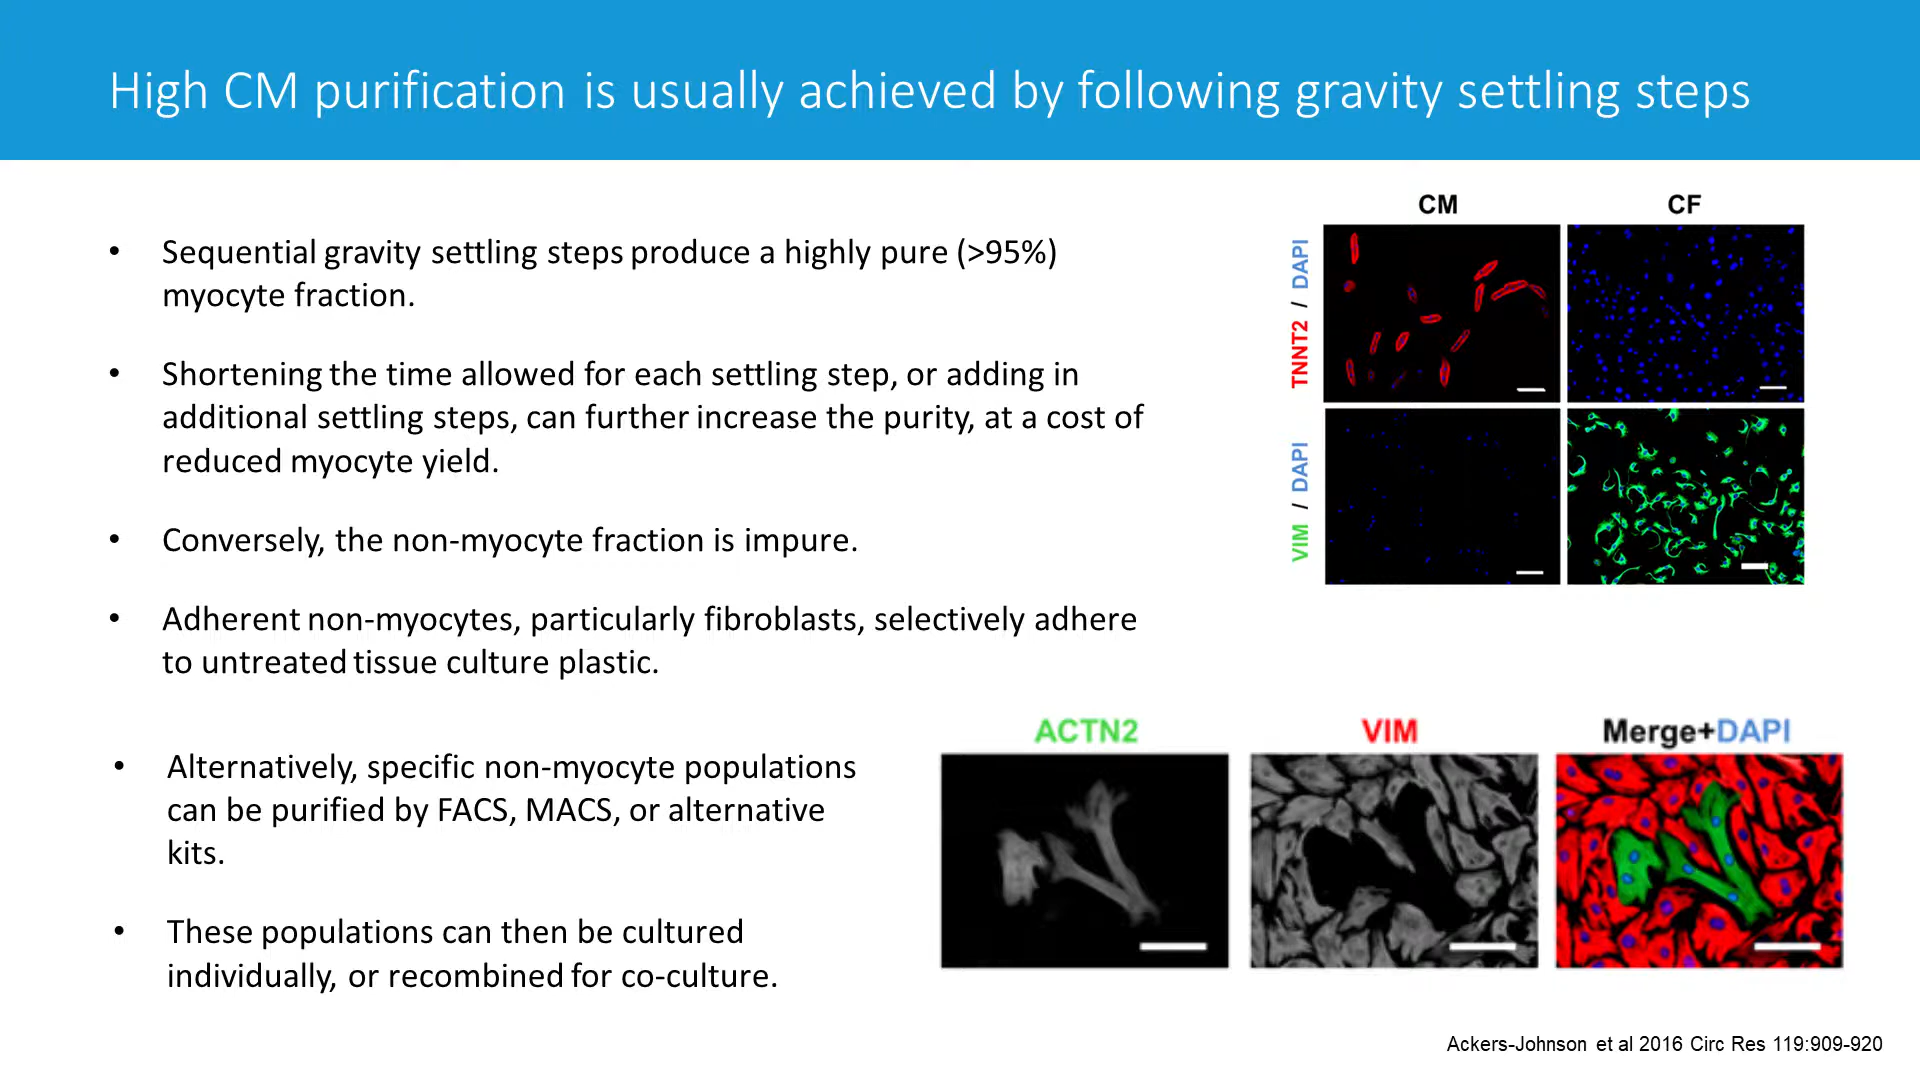 High CM purification is usually achieved by following gravity settling steps
• Sequential gravity settling steps produce a highly pure (>95%)
myocyte fraction.
• Shortening the time allowed for each settling step, or adding in
additional settling steps, can further increase the purity, at a cost of
reduced myocyte yield.
• Conversely, the non-myocyte fraction is impure.
• Adherent non-myocytes, particularly fibroblasts, selectively adhere
to untreated tissue culture plastic.
• Alternatively, specific non-myocyte populations
can be purified by FACS, MACS, or alternative
kits.
• These populations can then be cultured
individually, or recombined for co-culture.
CM
CF
TNNT2 / DAPI
VIM / DAPI
ACTN2
VIM
Merge+DAPI
Ackers-Johnson et al 2016 Circ Res 119:909-920